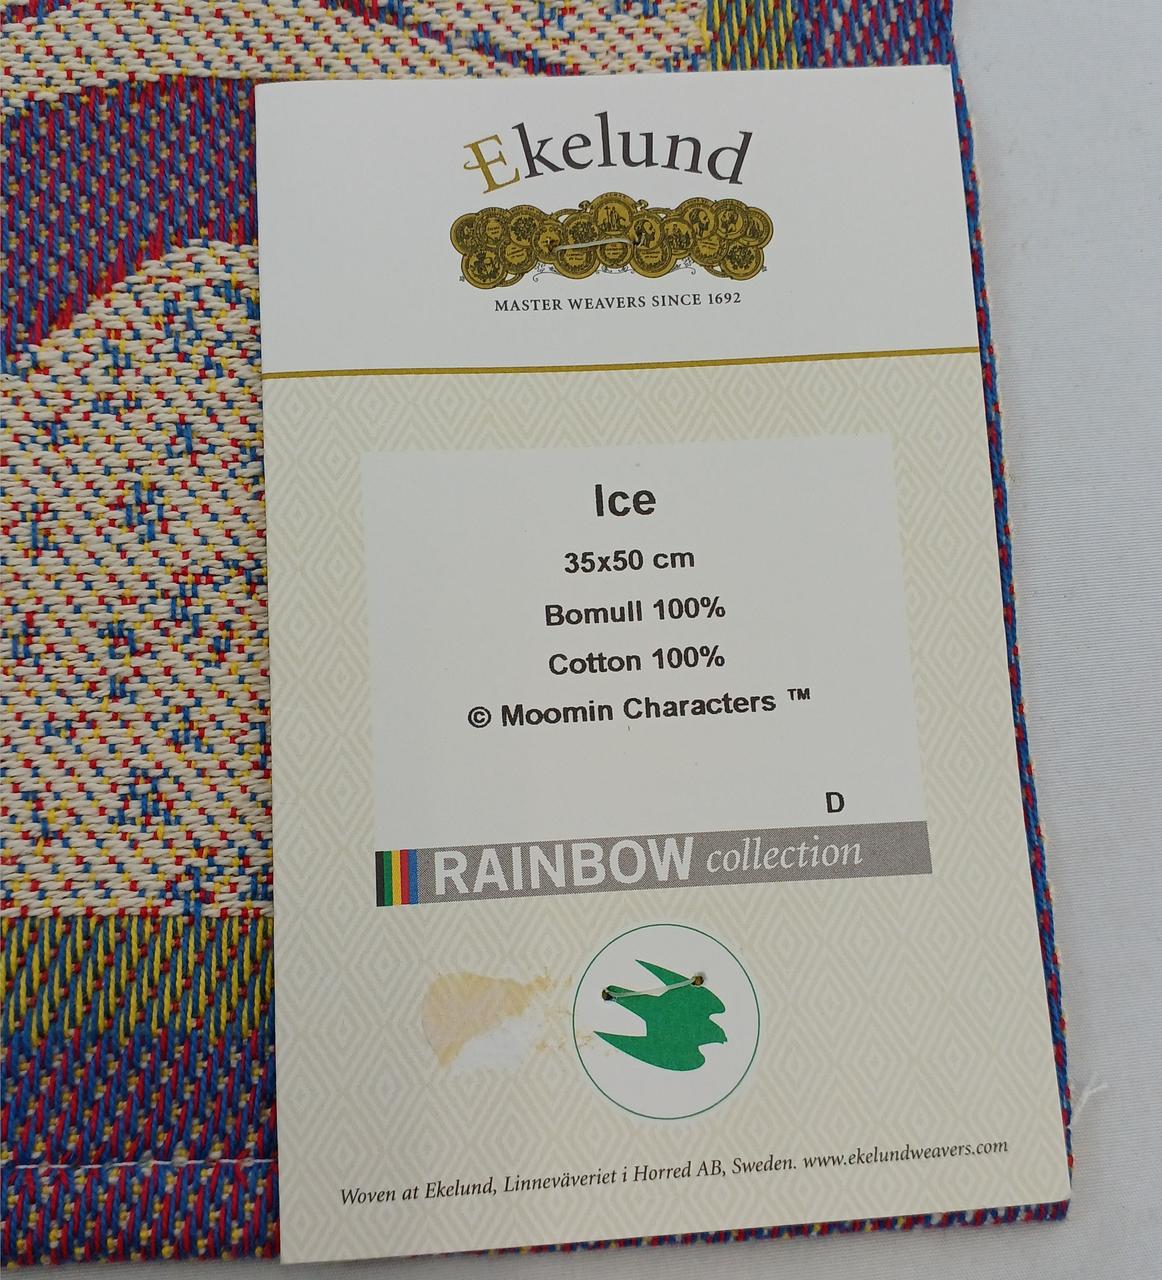 Ekelund
MASTER WEAVERS SINCE 1692
Ice
35x50 cm
Bomull 100%
Cotton 100%
© Moomin Characters ™
D
RAINBOW collection
Woven at Ekelund, Linneväveriet i Horred AB, Sweden. www.ekelundweavers.com